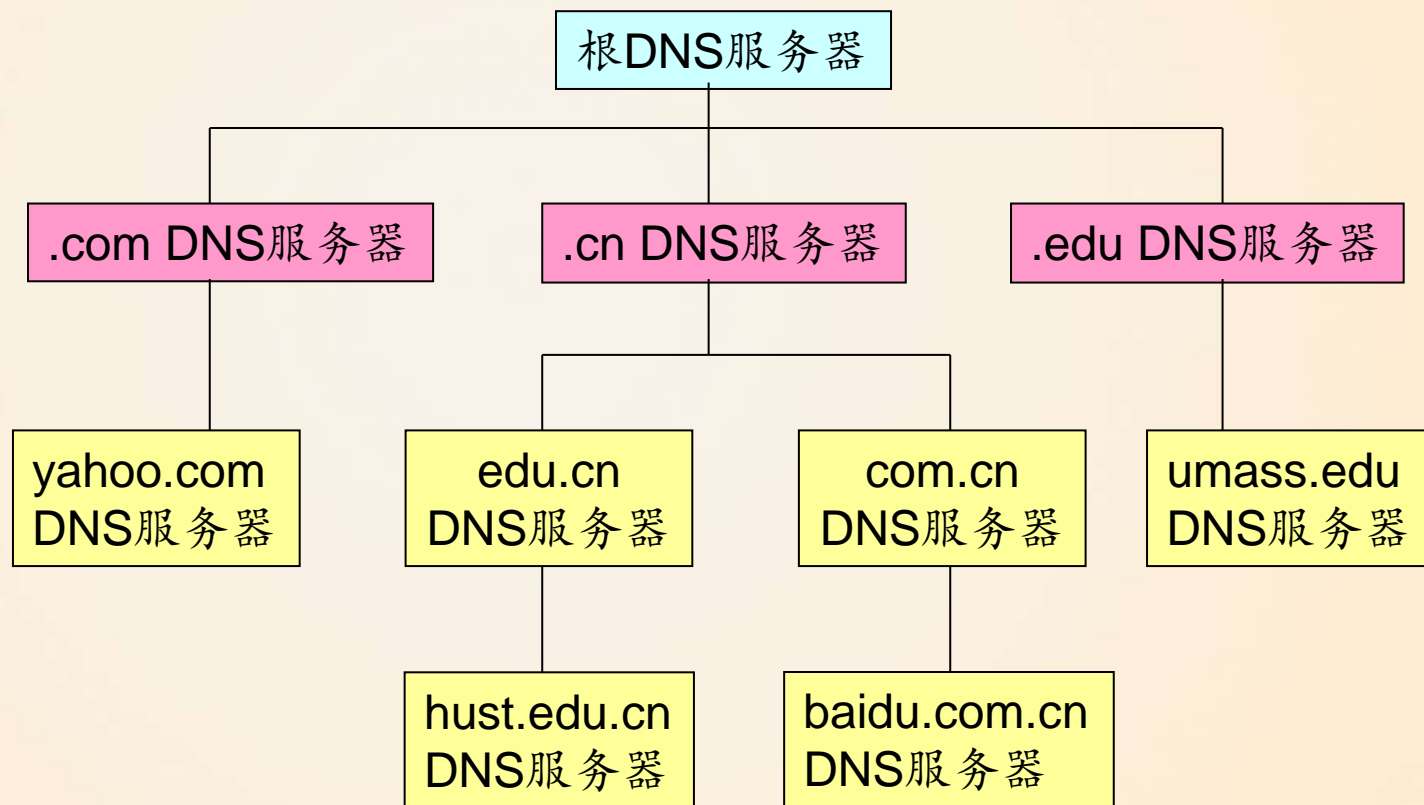 根DNS服务器
.com DNS服务器
.cn DNS服务器
.edu DNS服务器
yahoo.com
DNS服务器
edu.cn
DNS服务器
com.cn
DNS服务器
umass.edu
DNS服务器
hust.edu.cn
DNS服务器
baidu.com.cn
DNS服务器